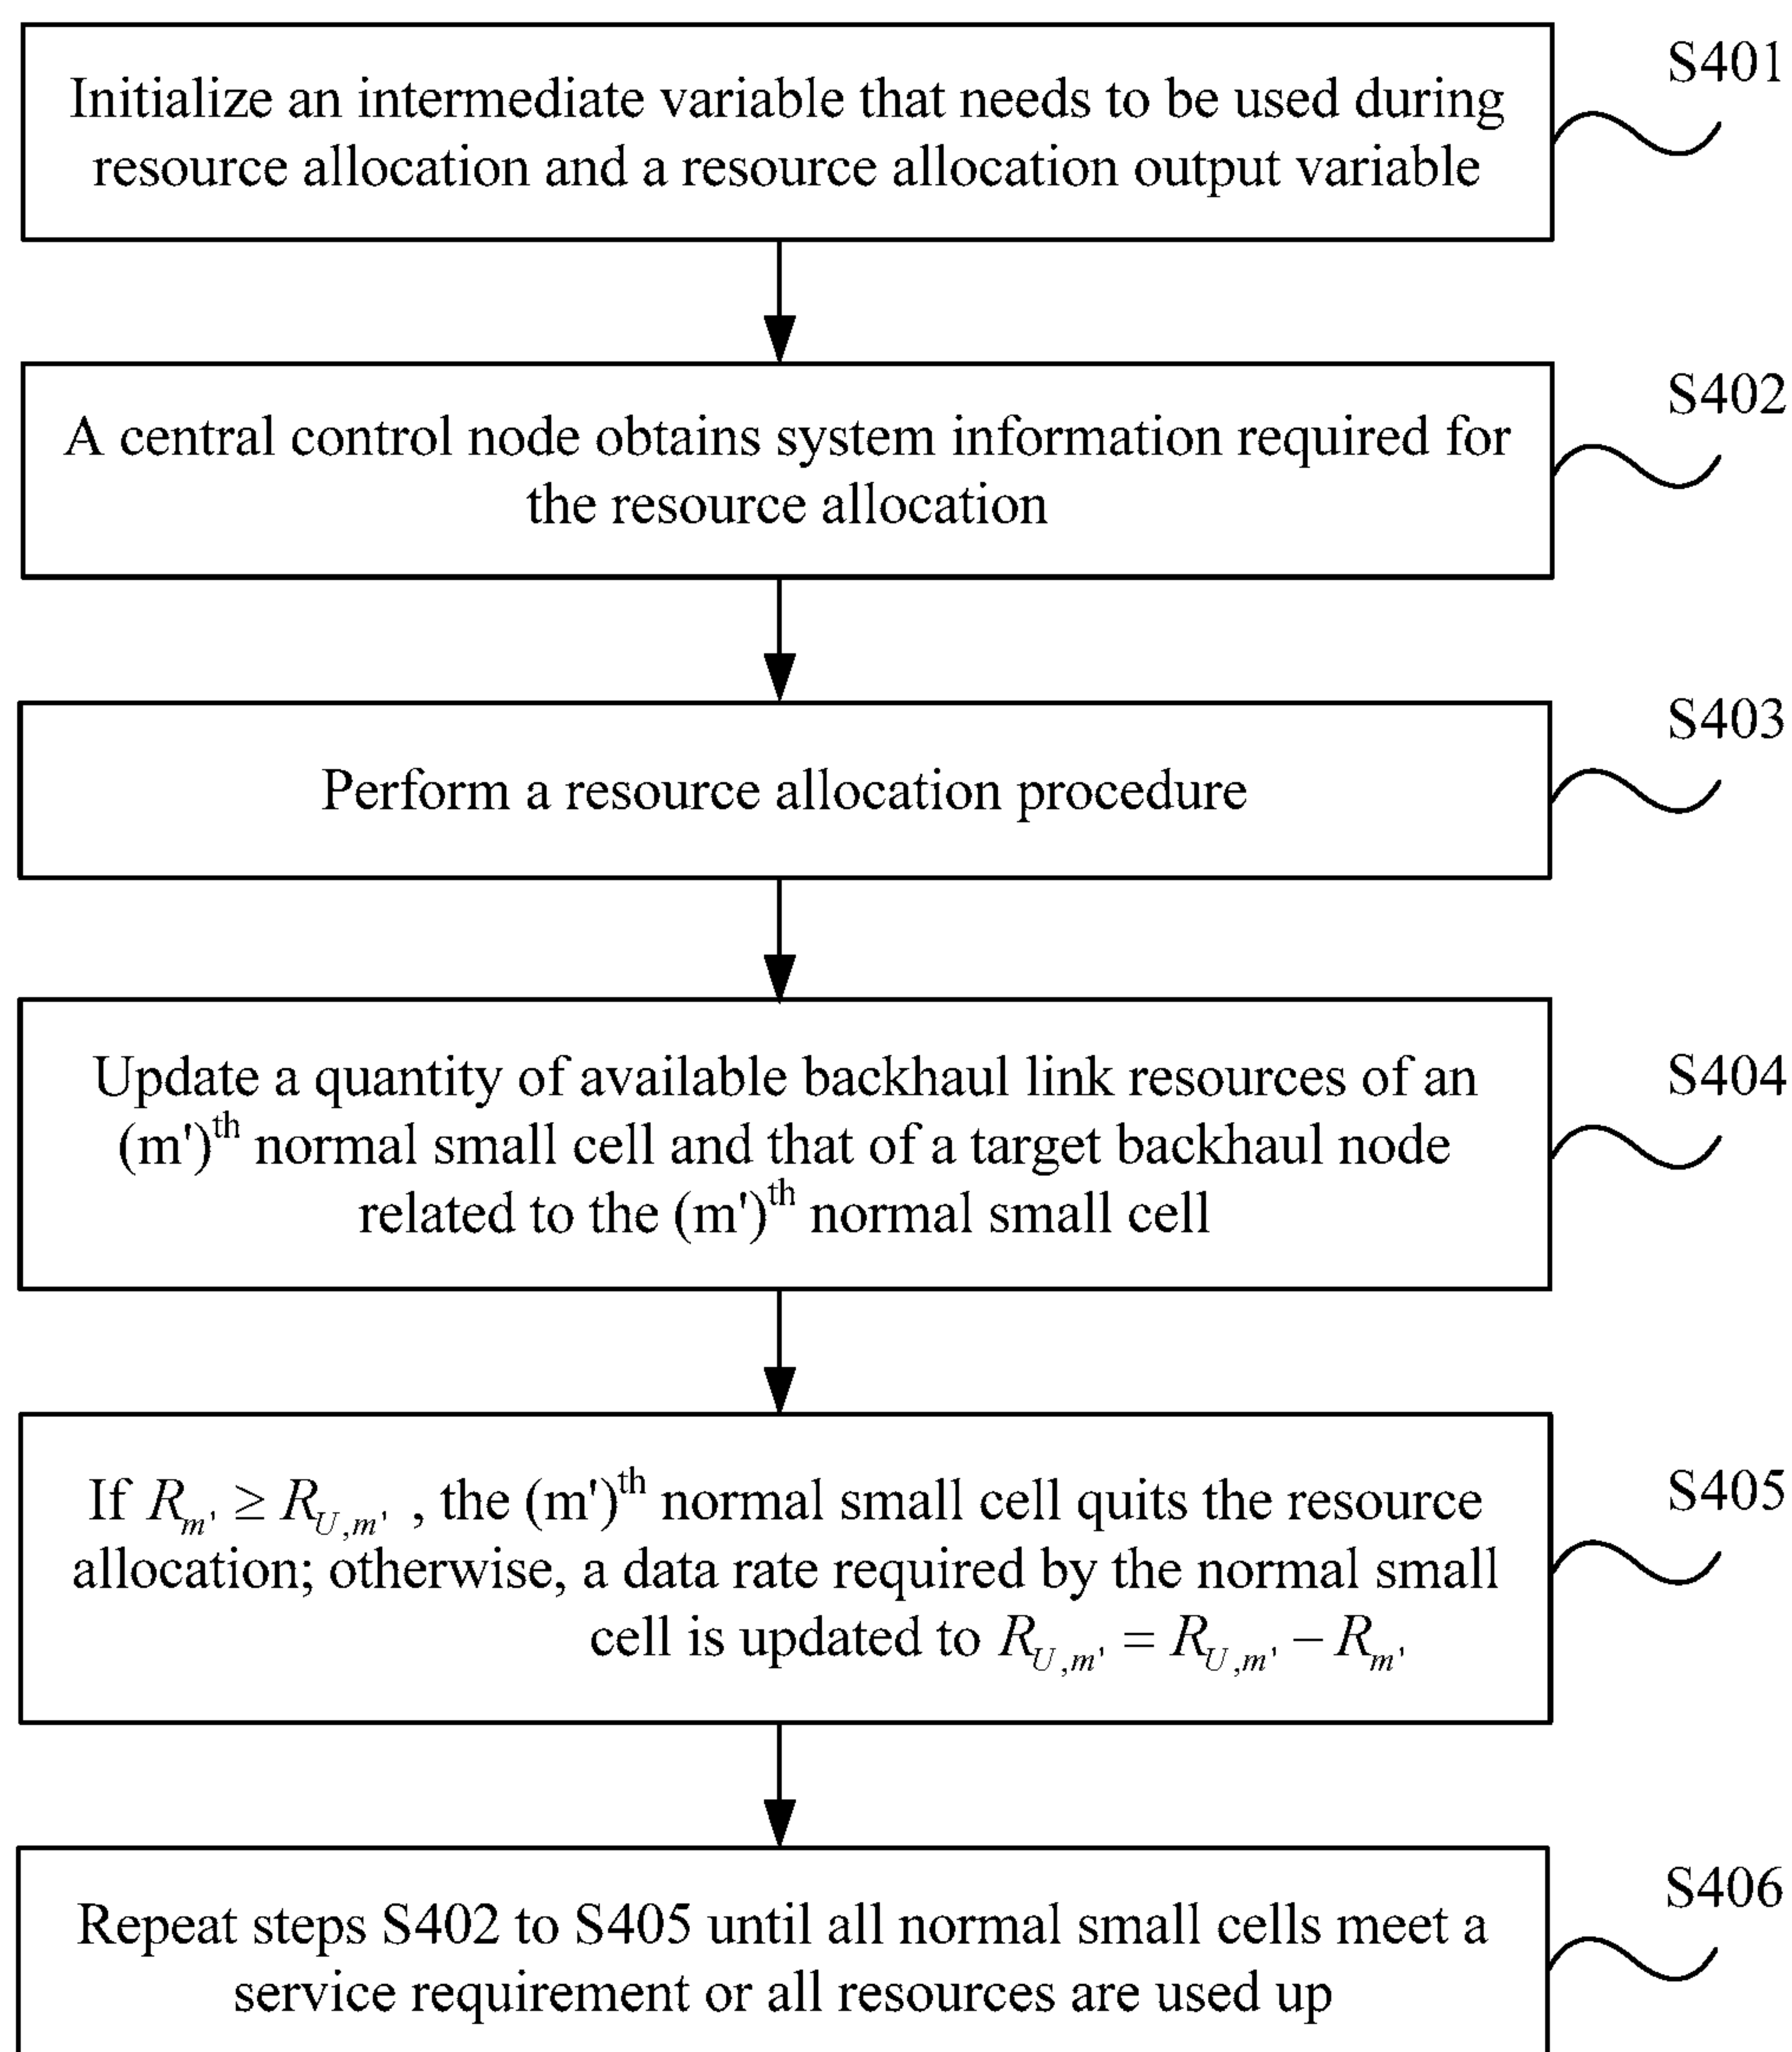 S401
Initialize an intermediate variable that needs to be used during
resource allocation and a resource allocation output variable
S402
A central control node obtains system information required for
the resource allocation
S403
Perform a resource allocation procedure
S404
Update a quantity of available backhaul link resources of an
(m')th normal small cell and that of a target backhaul node
related to the (m')th normal small cell
S405
If Rm' ≥ RU,m' , the (m')th normal small cell quits the resource
allocation; otherwise, a data rate required by the normal small
cell is updated to RU,m' = RU,m' − Rm'
S406
Repeat steps S402 to S405 until all normal small cells meet a
service requirement or all resources are used up